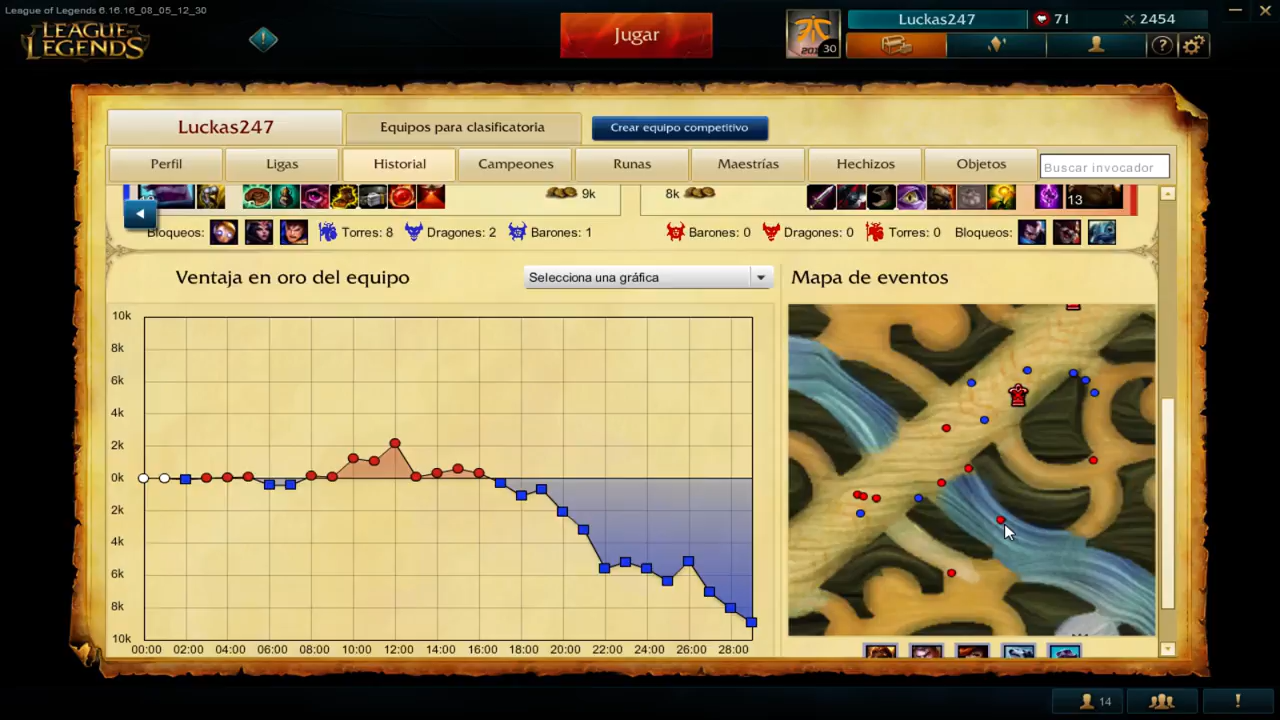 League of Legends 6.16.16_08_05_12_30
LEAGUE OF LEGENDS
Jugar
30
Luckas247
71
2454
Luckas247
Equipos para clasificatoria
Crear equipo competitivo
Perfil
Ligas
Historial
Campeones
Runas
Maestrías
Hechizos
Objetos
Buscar invocador
9k
8k
13
Bloqueos:
Torres: 8
Dragones: 2
Barones: 1
Barones: 0
Dragones: 0
Torres: 0
Bloqueos:
Ventaja en oro del equipo
Selecciona una gráfica
Mapa de eventos
10k
8k
6k
4k
2k
0k
2k
4k
6k
8k
10k
00:00 02:00 04:00 06:00 08:00 10:00 12:00 14:00 16:00 18:00 20:00 22:00 24:00 26:00 28:00
14